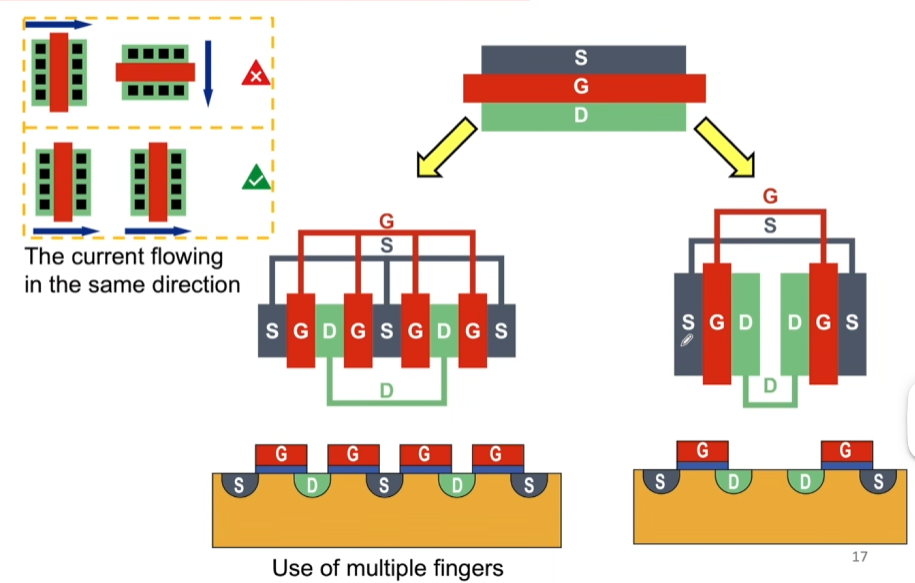 S
G
D
The current flowing
in the same direction
G
S
S G D G S G D G S
D
G
S
S G D D G S
D
G G G G
S D S D S
Use of multiple fingers
G G
S D D S
17